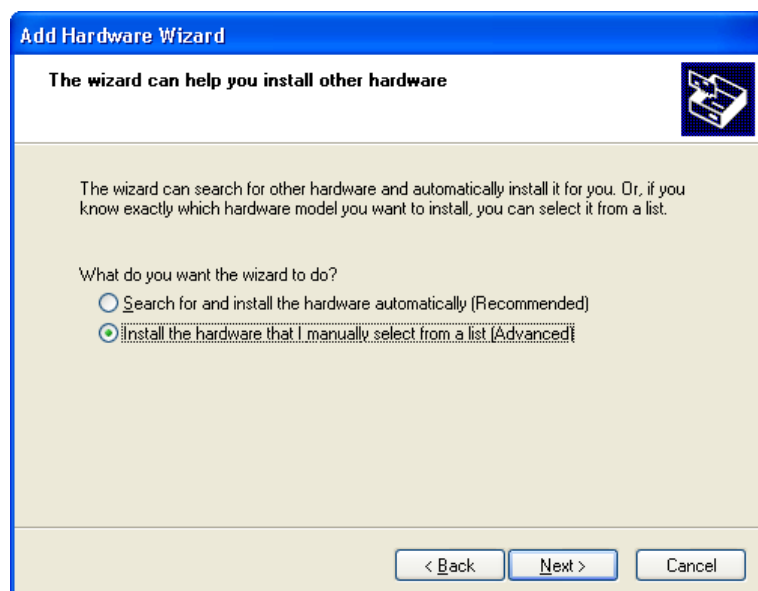 Add Hardware Wizard
The wizard can help you install other hardware
The wizard can search for other hardware and automatically install it for you. Or, if you
know exactly which hardware model you want to install, you can select it from a list.
What do you want the wizard to do?
Search for and install the hardware automatically (Recommended)
Install the hardware that I manually select from a list (Advanced)
< Back Next > Cancel